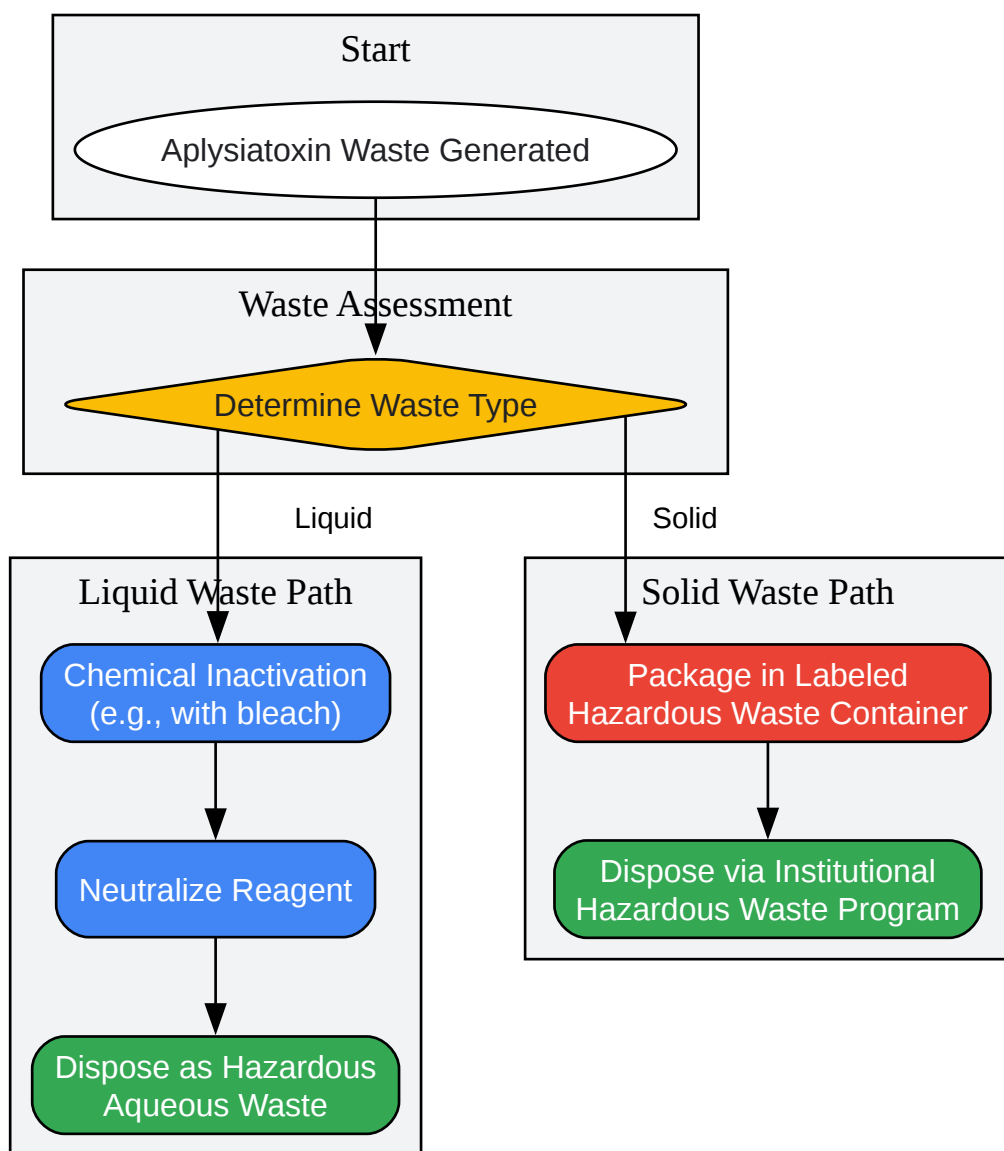 Start
Aplysiatoxin Waste Generated
Waste Assessment
Determine Waste Type
Liquid
Solid
Liquid Waste Path
Chemical Inactivation
(e.g., with bleach)
Neutralize Reagent
Dispose as Hazardous
Aqueous Waste
Solid Waste Path
Package in Labeled
Hazardous Waste Container
Dispose via Institutional
Hazardous Waste Program